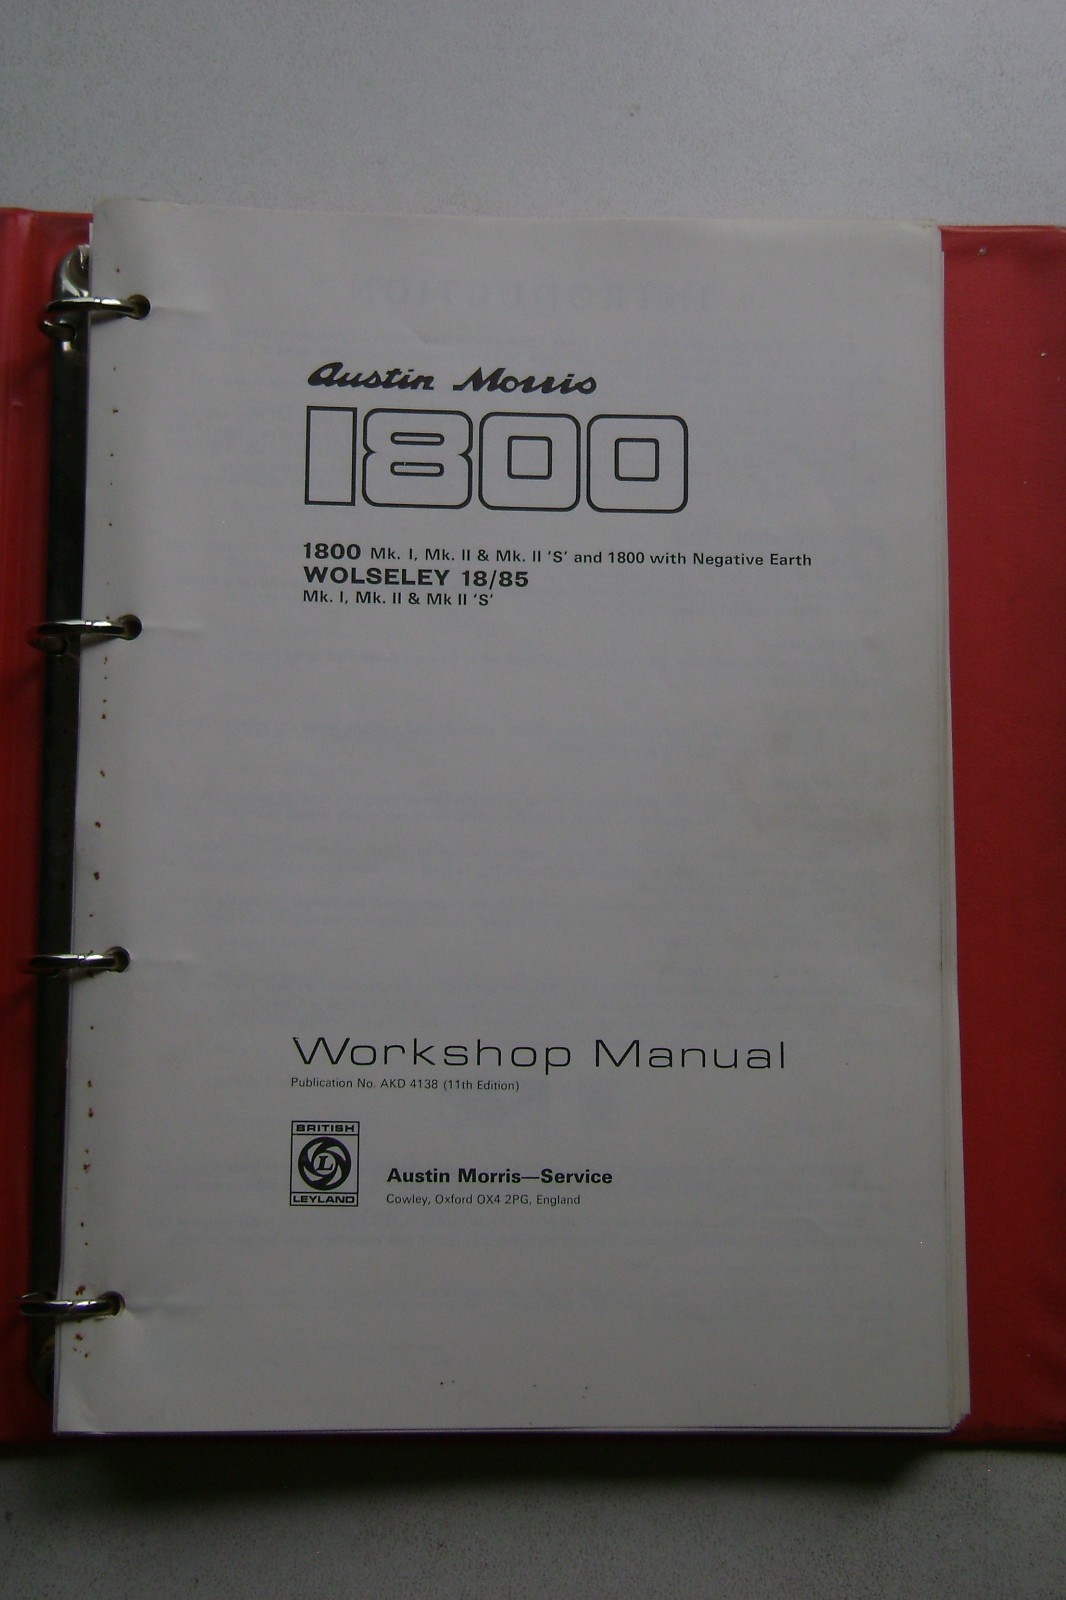 Austin Morris
1800
1800 Mk. I, Mk. II & Mk. II 'S' and 1800 with Negative Earth
WOLSELEY 18/85
Mk. I, Mk. II & Mk II 'S'
Workshop Manual
Publication No. AKD 4138 (11th Edition)
BRITISH
L
LEYLAND
Austin Morris—Service
Cowley, Oxford OX4 2PG, England